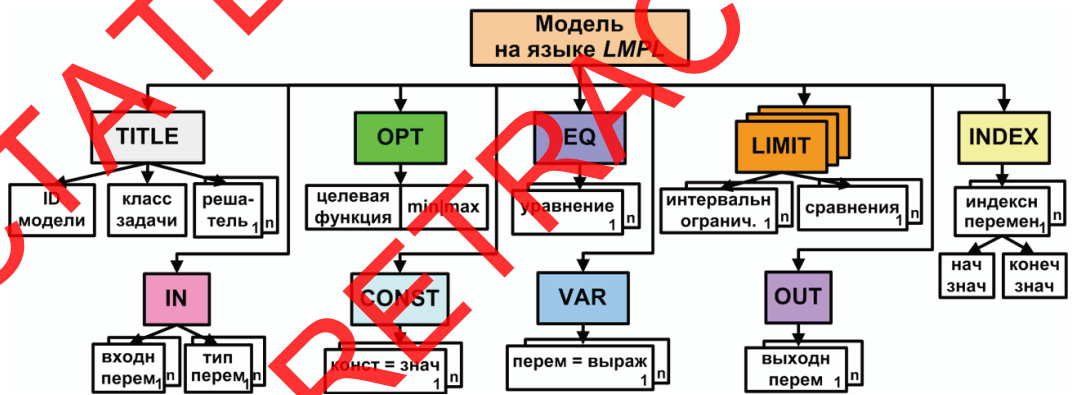 Модель
на языке LMPL
TITLE
OPT
EQ
LIMIT
INDEX
ID
модели
класс
задачи
реша-
тель 1 n
целевая
функция
min|max
уравнение
1 n
интервальн
огранич. 1 n
сравнения
1 n
индексн
перемен 1 n
нач
знач
конеч
знач
IN
CONST
VAR
OUT
входн
перем 1 n
тип
перем 1 n
конст = знач
1 n
перем = выраж
1 n
выходн
перем 1 n
RETRAC